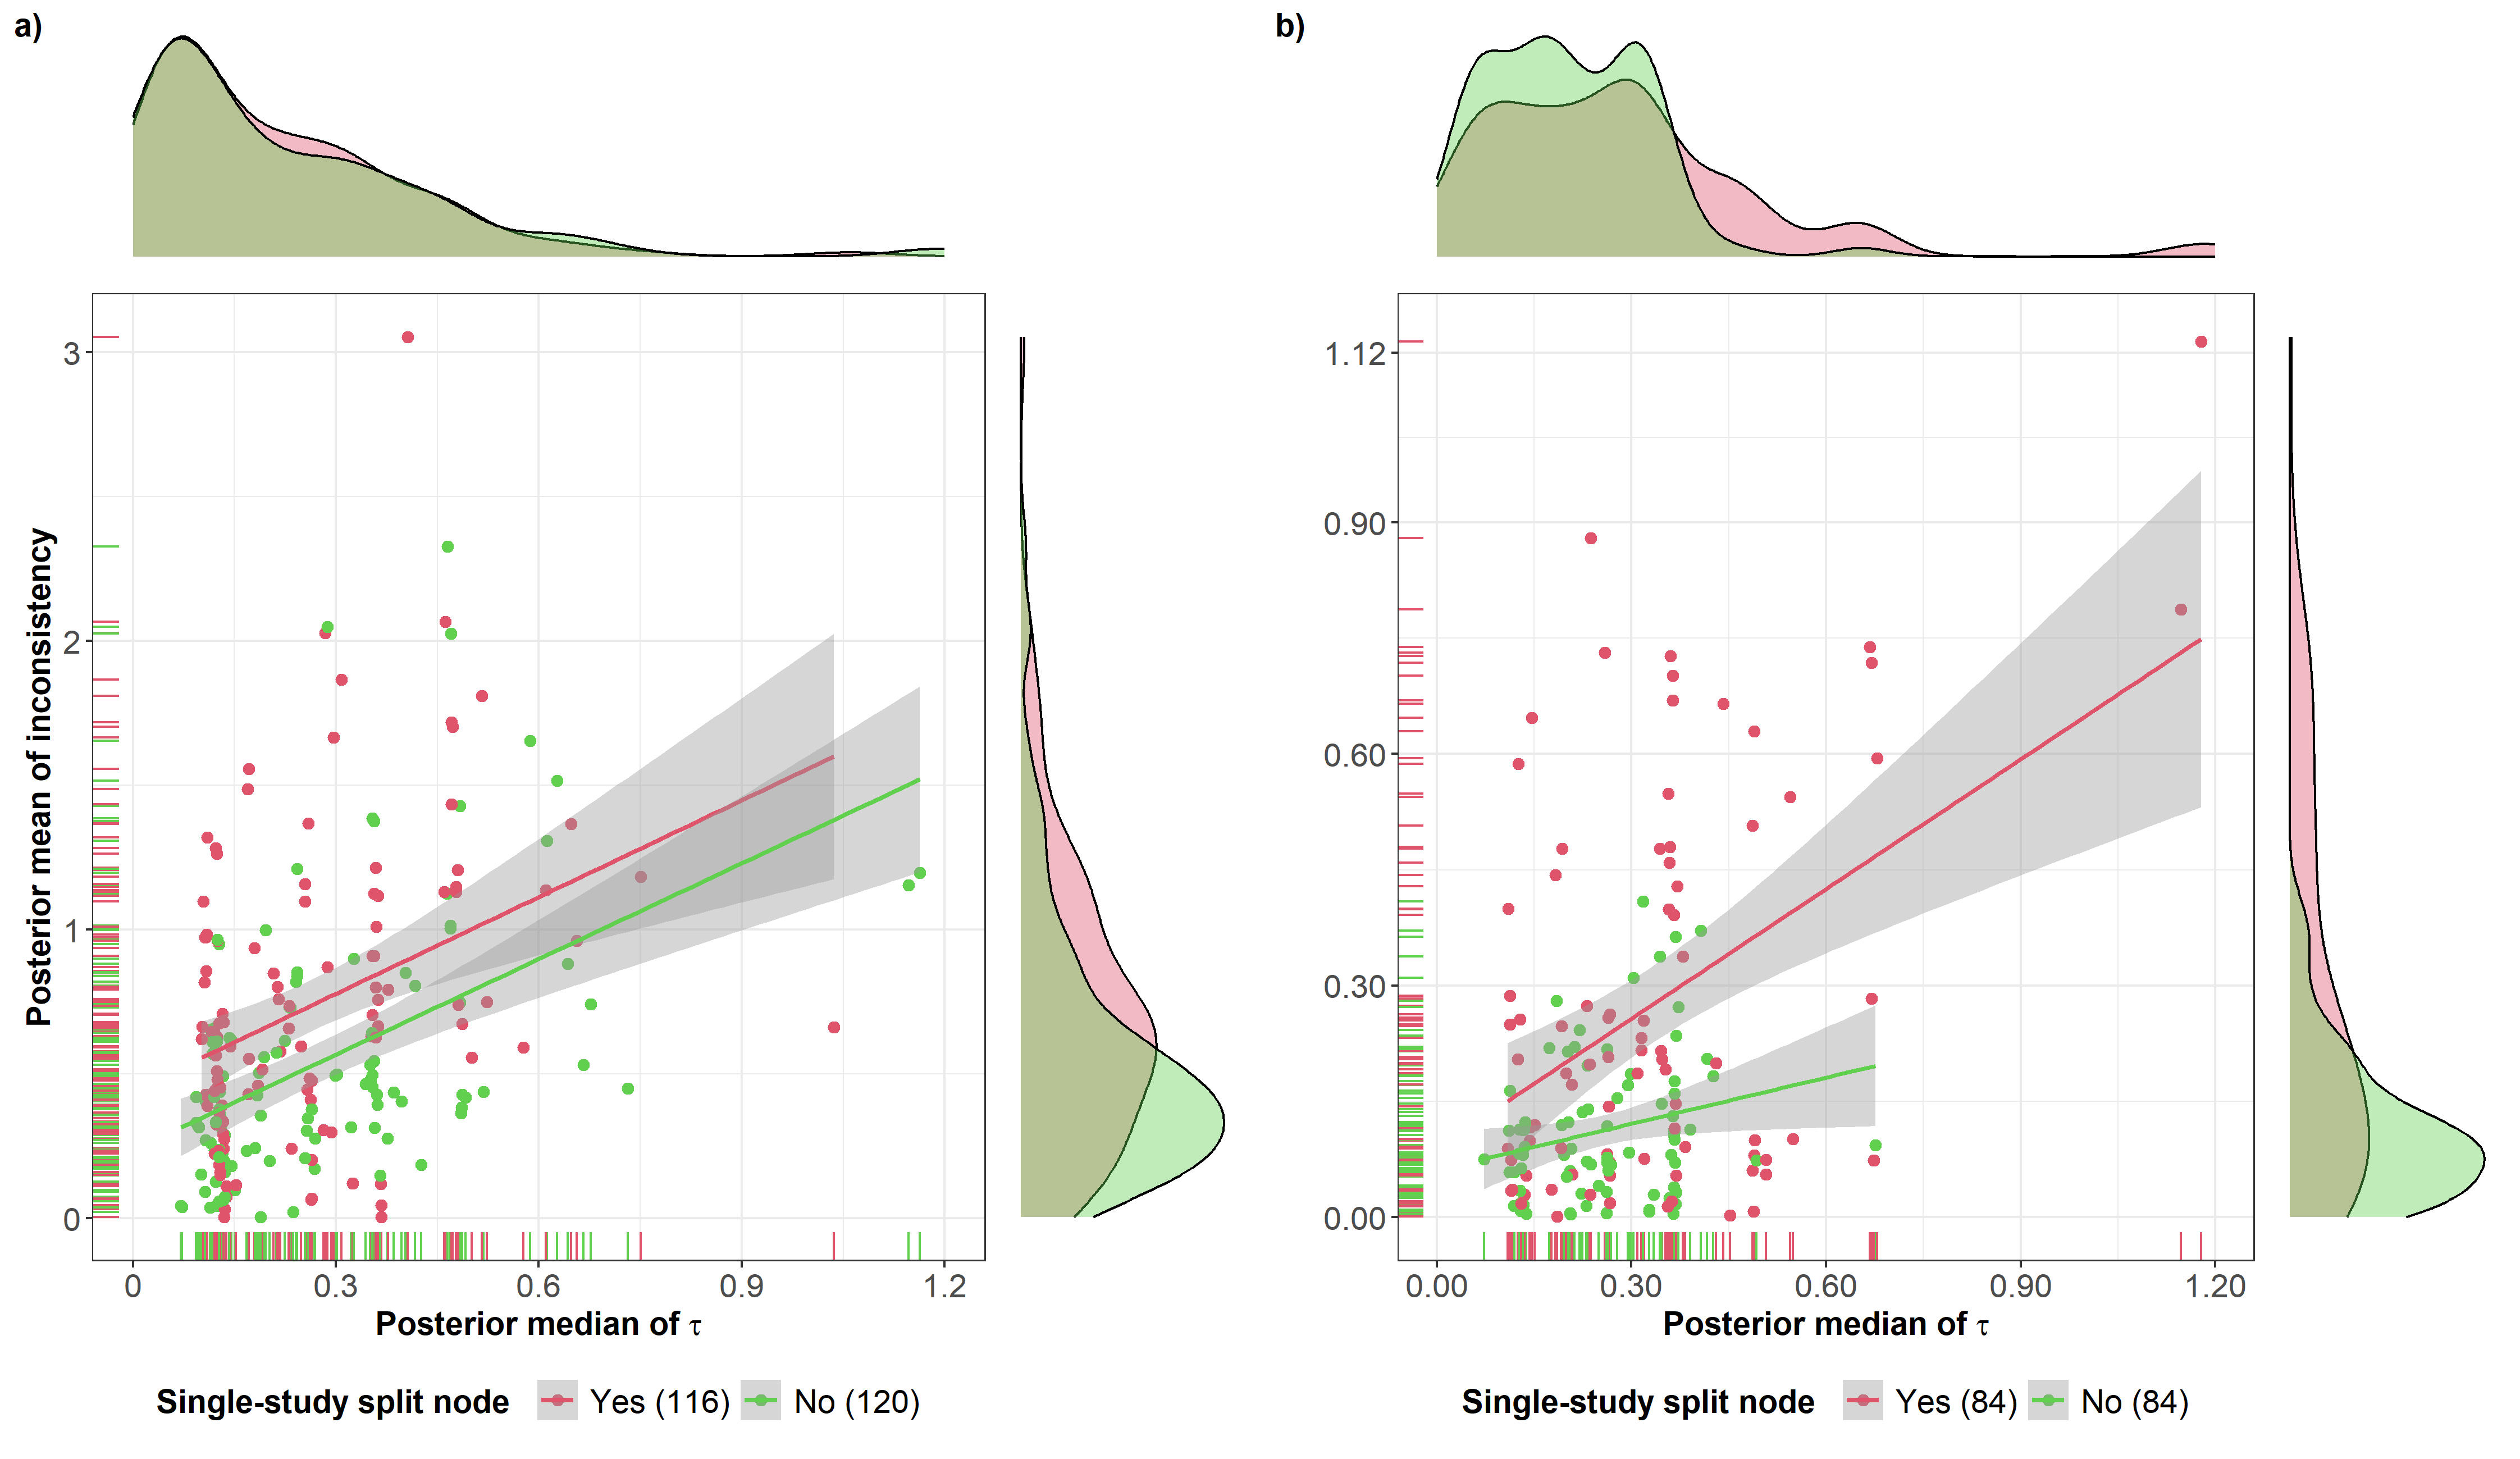 a)
b)
Posterior mean of inconsistency
3
2
1
0
0
0.3
0.6
0.9
1.2
Posterior median of τ
Single-study split node
Yes (116)
No (120)
1.12
0.90
0.60
0.30
0.00
0.00
0.30
0.60
0.90
1.20
Posterior median of τ
Single-study split node
Yes (84)
No (84)